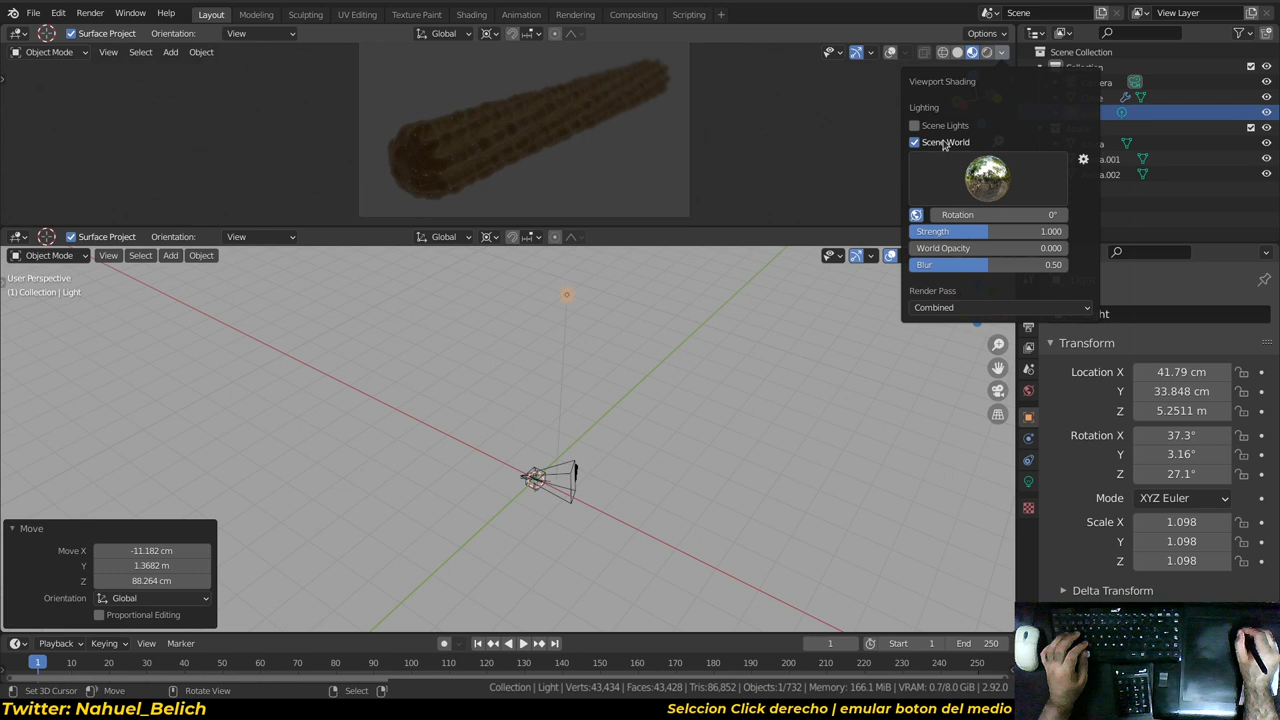 File Edit Render Window Help Layout Modeling Sculpting UV Editing Texture Paint Shading Animation Rendering Compositing Scripting + Scene View Layer
Surface Project Orientation: View Global Options
Object Mode View Select Add Object
Scene Collection
Viewport Shading
Lighting
Scene Lights
Scene World
a.001
a.002
Rotation 0°
Strength 1.000
World Opacity 0.000
Blur 0.50
Render Pass
Combined
Surface Project Orientation: View Global
Object Mode View Select Add Object
User Perspective
(1) Collection | Light
ht
Transform
Location X 41.79 cm
Y 33.848 cm
Z 5.2511 m
Rotation X 37.3°
Y 3.16°
Z 27.1°
Mode XYZ Euler
Scale X 1.098
Y 1.098
Z 1.098
Delta Transform
Move
Move X -11.182 cm
Y 1.3682 m
Z 88.264 cm
Orientation Global
Proportional Editing
Playback Keying View Marker 1 Start 1 End 250
1 10 20 30 40 50 60 70 80 90 100 110 120 130 140 150 160 170 180 190 200 210 220 230 240 250
Set 3D Cursor Move Rotate View Select Collection | Light | Verts:43,434 | Faces:43,428 | Tris:86,852 | Objects:1/732 | Memory: 166.1 MiB | VRAM: 0.7/8.0 GiB | 2.92.0
Twitter: Nahuel_Belich
Selccion Click derecho | emular boton del medio